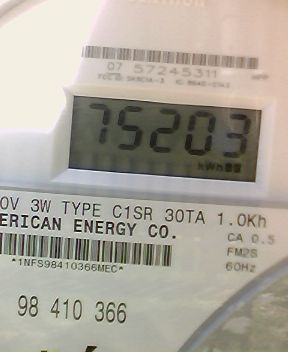 07 57245311
75203
kWh
0V 3W TYPE C1SR 30TA 1.0Kh
ERICAN ENERGY CO.
CA 0.5
FM2S
*1NFS98410366MEC*
60Hz
98 410 366